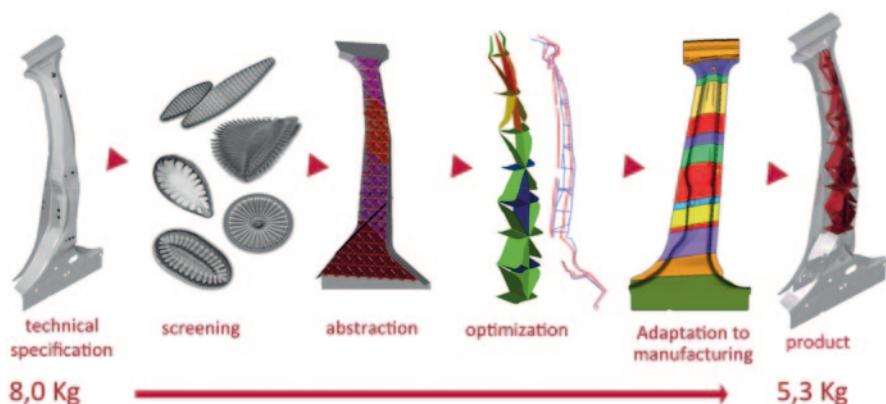 technical
specification
screening
abstraction
optimization
Adaptation to
manufacturing
product
8,0 Kg
5,3 Kg